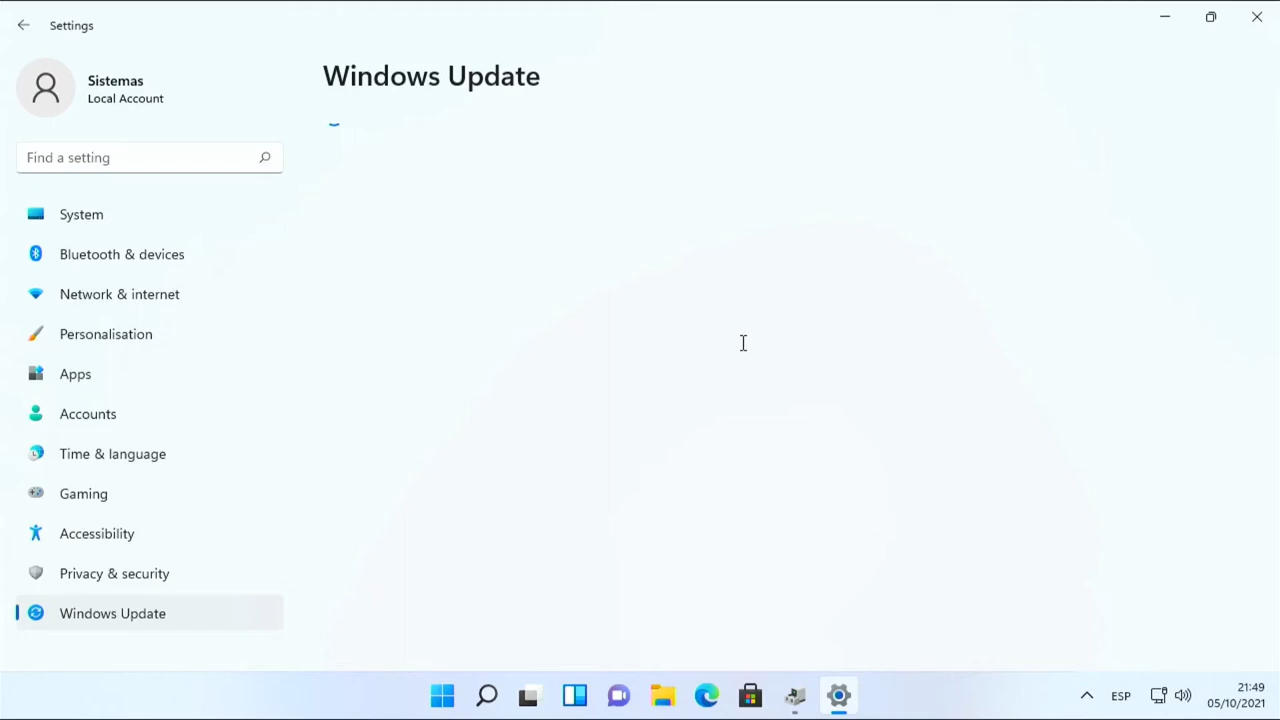 Settings
Sistemas
Local Account
Find a setting
System
Bluetooth & devices
Network & internet
Personalisation
Apps
Accounts
Time & language
Gaming
Accessibility
Privacy & security
Windows Update
Windows Update
ESP
21:49
05/10/2021